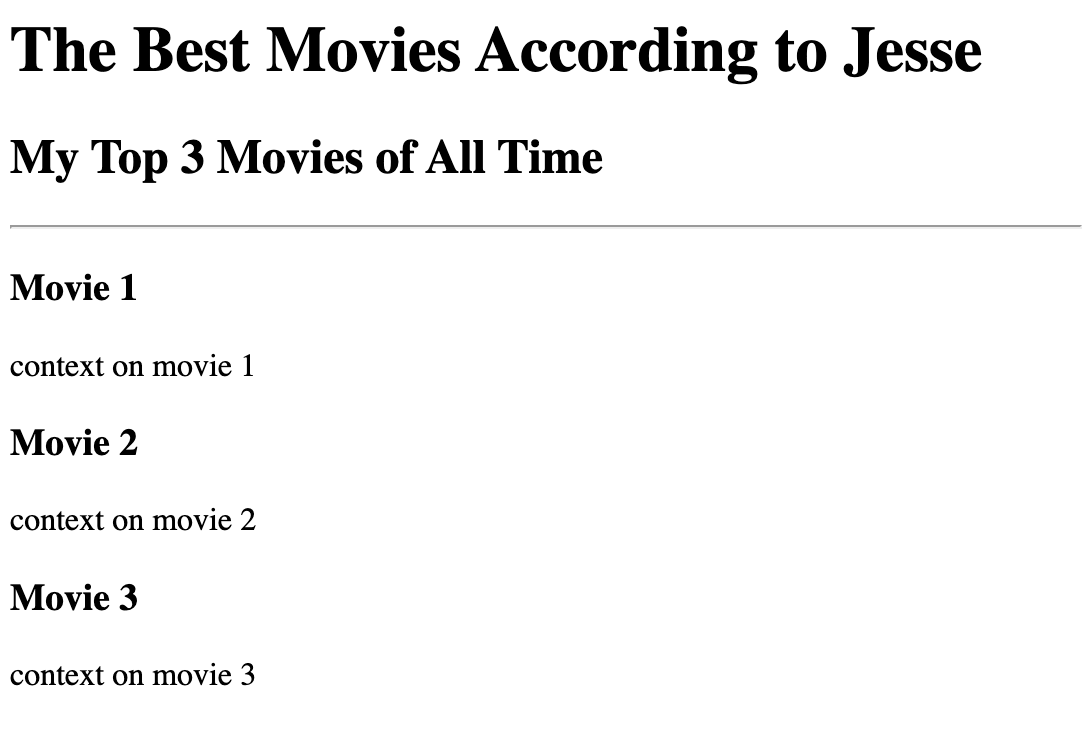 The Best Movies According to Jesse
My Top 3 Movies of All Time
Movie 1
context on movie 1
Movie 2
context on movie 2
Movie 3
context on movie 3